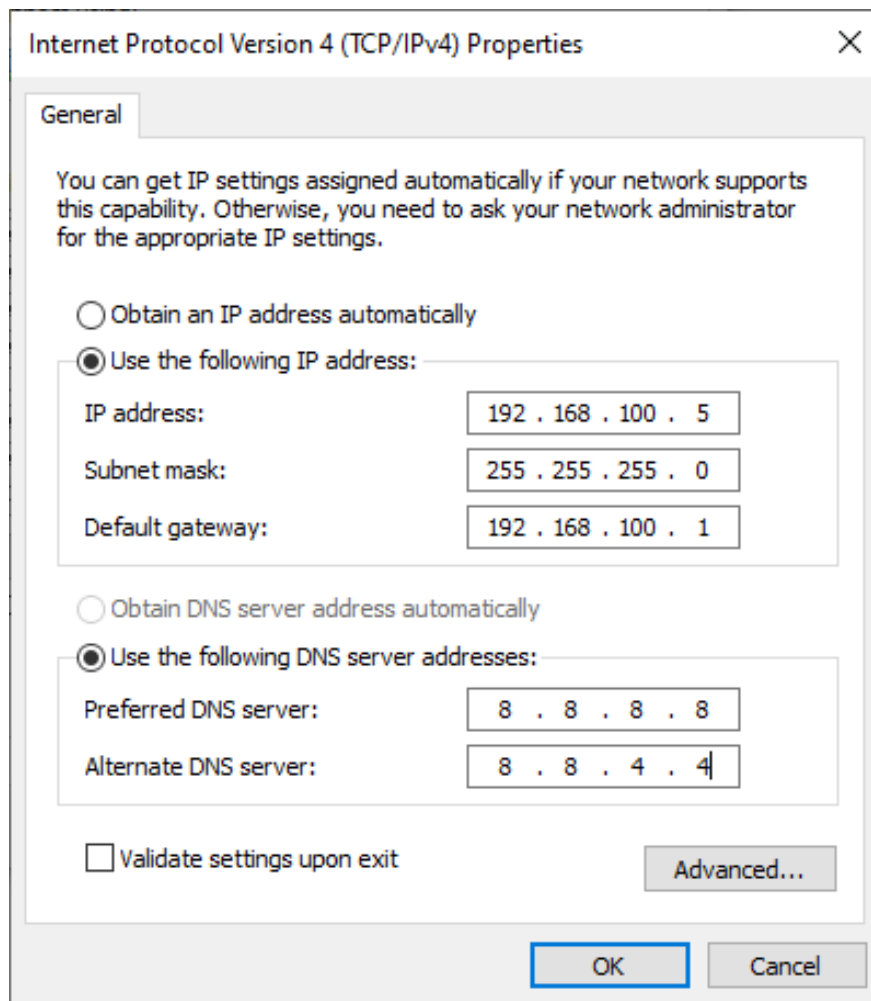 Internet Protocol Version 4 (TCP/IPv4) Properties
General
You can get IP settings assigned automatically if your network supports
this capability. Otherwise, you need to ask your network administrator
for the appropriate IP settings.
Obtain an IP address automatically
Use the following IP address:
IP address: 192 . 168 . 100 . 5
Subnet mask: 255 . 255 . 255 . 0
Default gateway: 192 . 168 . 100 . 1
Obtain DNS server address automatically
Use the following DNS server addresses:
Preferred DNS server: 8 . 8 . 8 . 8
Alternate DNS server: 8 . 8 . 4 . 4
Validate settings upon exit
Advanced...
OK Cancel